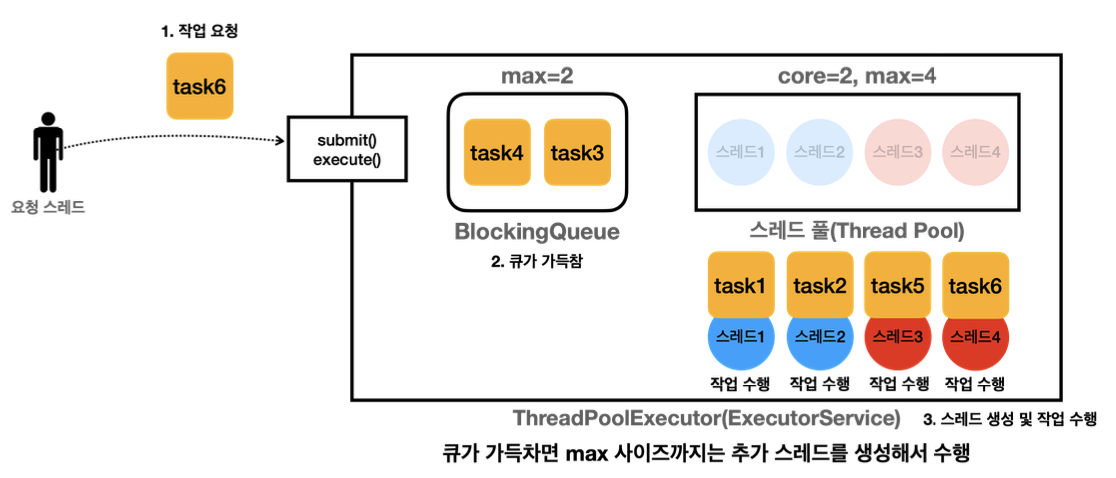 1. 작업 요청
task6
요청 스레드
submit()
execute()
max=2
task4 task3
BlockingQueue
2. 큐가 가득참
core=2, max=4
스레드1 스레드2 스레드3 스레드4
스레드 풀(Thread Pool)
task1 task2 task5 task6
스레드1 스레드2 스레드3 스레드4
작업 수행 작업 수행 작업 수행 작업 수행
ThreadPoolExecutor(ExecutorService)
3. 스레드 생성 및 작업 수행
큐가 가득차면 max 사이즈까지는 추가 스레드를 생성해서 수행